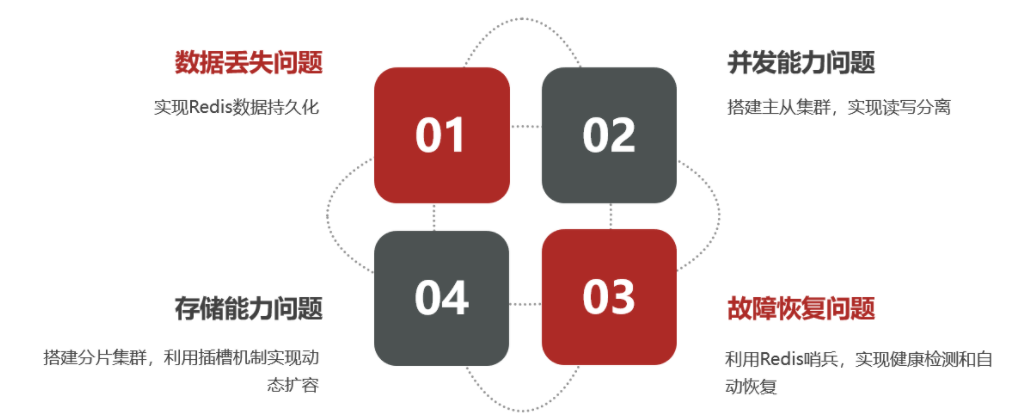 数据丢失问题
实现Redis数据持久化
01
02
并发能力问题
搭建主从集群，实现读写分离
存储能力问题
搭建分片集群，利用插槽机制实现动
态扩容
04
03
故障恢复问题
利用Redis哨兵，实现健康检测和自
动恢复